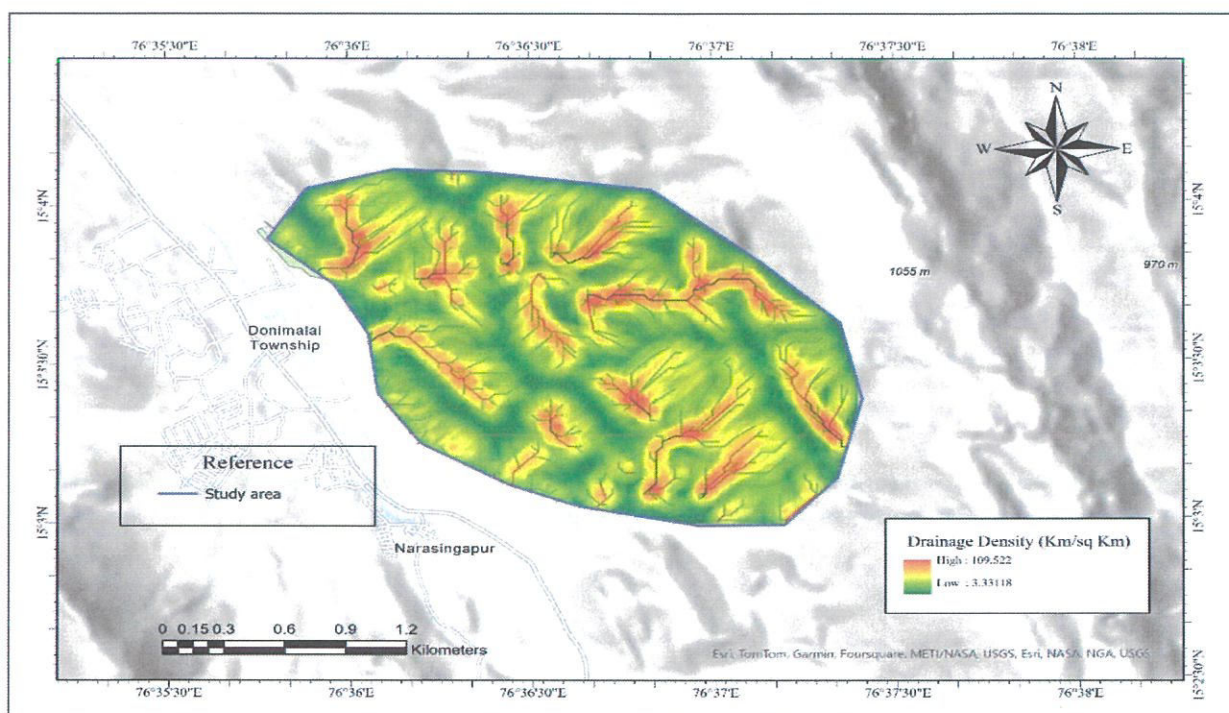 76°35'30"E 76°36'E 76°36'30"E 76°37'E 76°37'30"E 76°38'E
N
W E
S
15°4'N 15°4'N
1055 m 970 m
Donimalai
Township
15°3'30"N 15°3'30"N
Reference
Study area
15°3'N 15°3'N
Narasingapur
Drainage Density (Km/sq Km)
High : 109.522
Low : 3.33118
0 0.15 0.3 0.6 0.9 1.2
Kilometers
Esri, TomTom, Garmin, Foursquare, METI/NASA, USGS, Esri, NASA, NGA, USGS
15°2'30"N
76°35'30"E 76°36'E 76°36'30"E 76°37'E 76°37'30"E 76°38'E